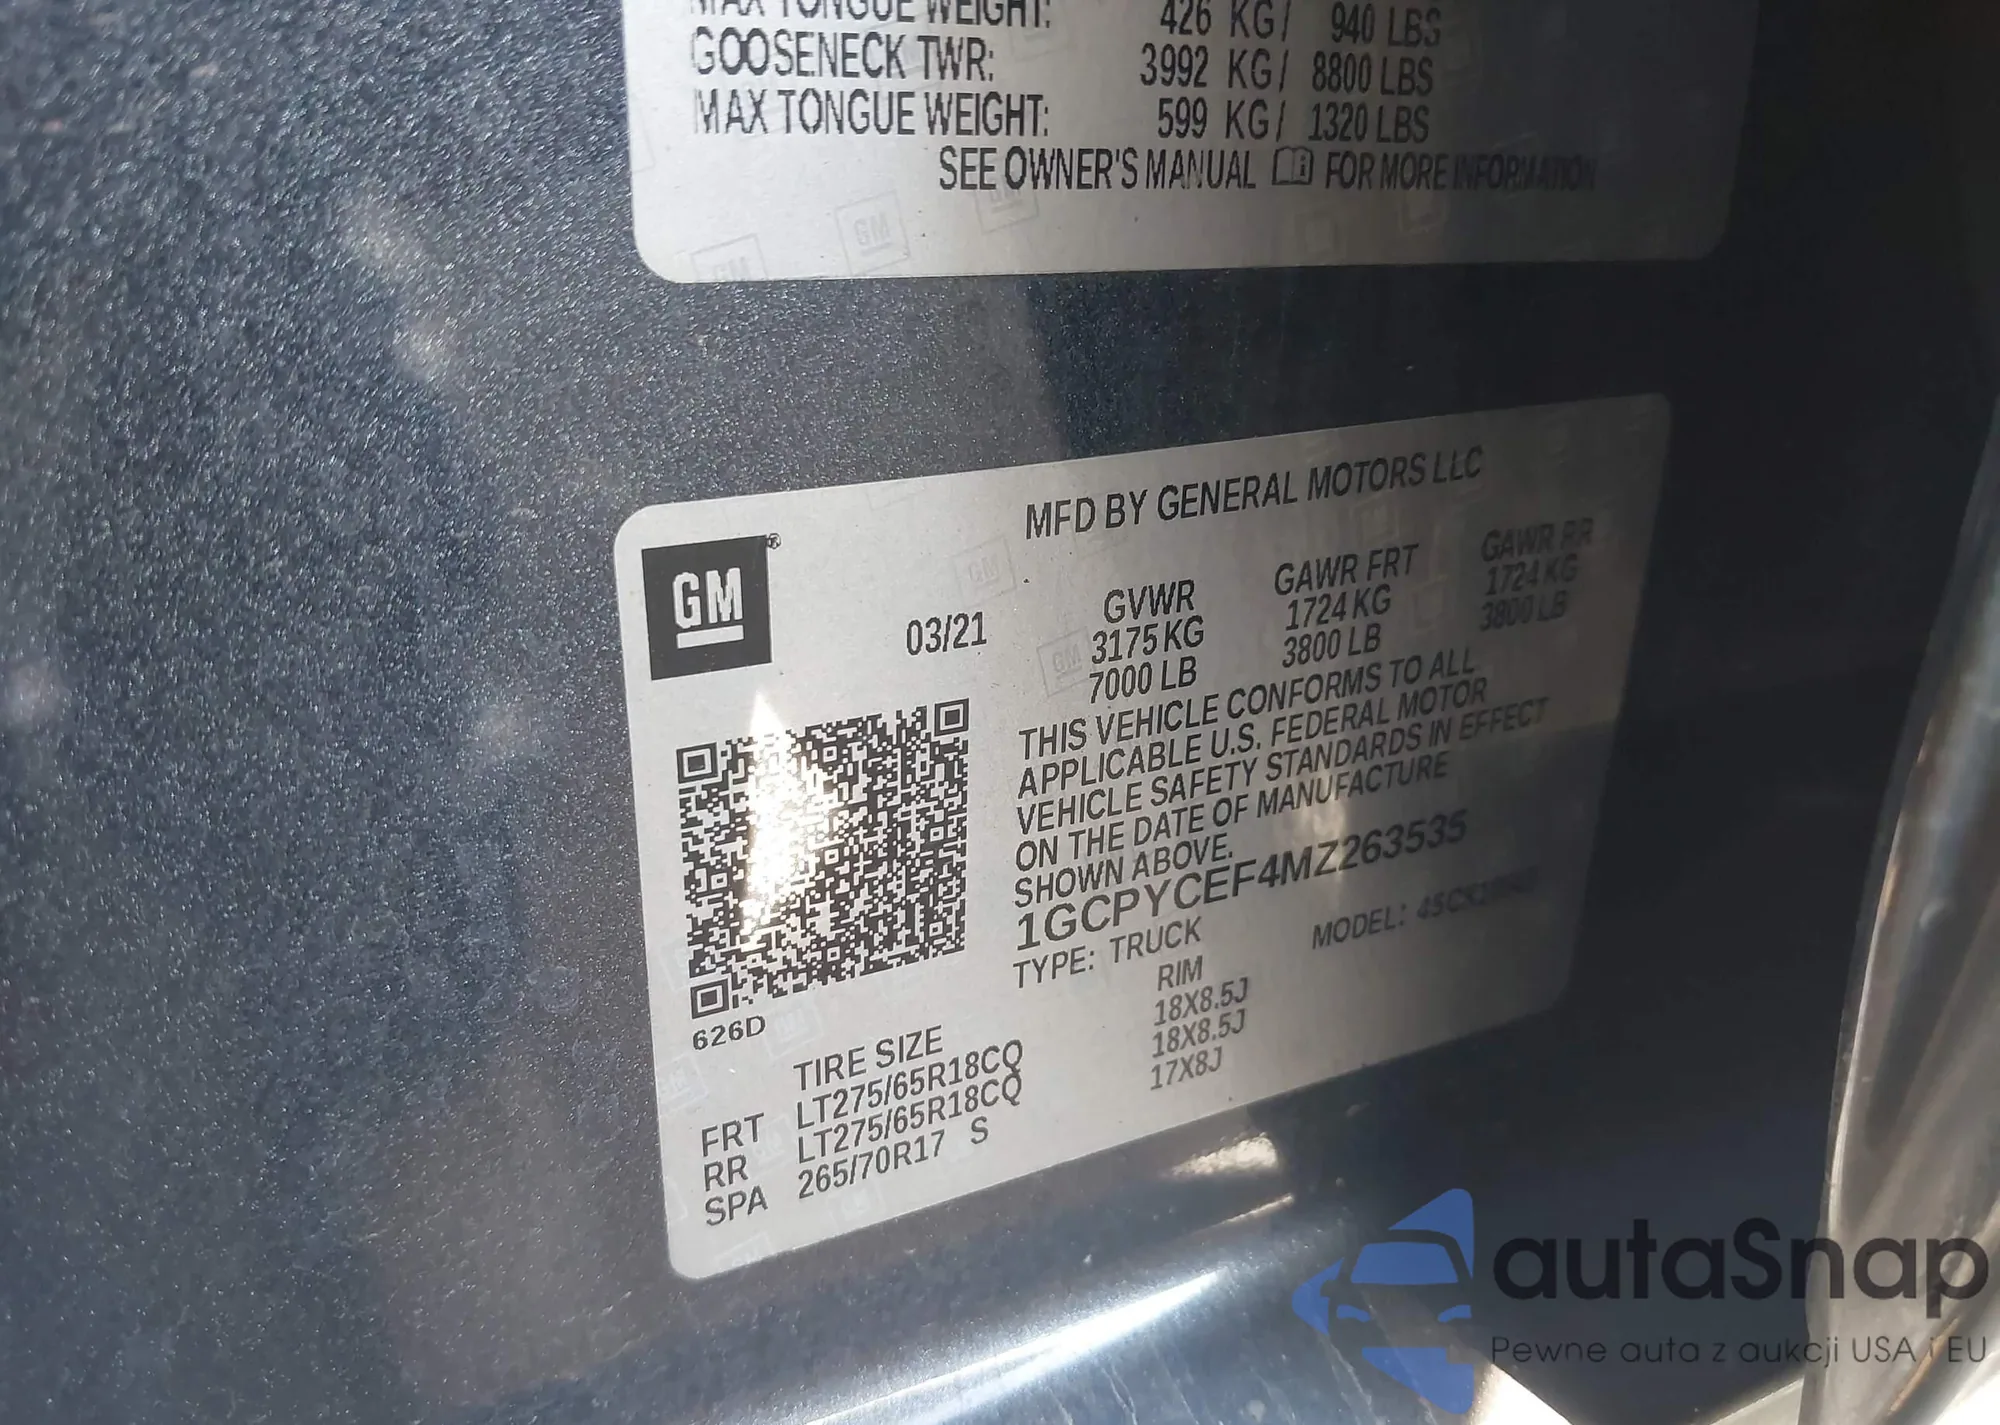 MAX TONGUE WEIGHT: 426 KG/ 940 LBS
GOOSENECK TWR: 3992 KG/ 8800 LBS
MAX TONGUE WEIGHT: 599 KG/ 1320 LBS
SEE OWNER'S MANUAL FOR MORE INFORMATION
MFD BY GENERAL MOTORS LLC
GM ®
03/21
GVWR GAWR FRT GAWR RR
3175 KG 1724 KG 1724 KG
7000 LB 3800 LB 3800 LB
THIS VEHICLE CONFORMS TO ALL
APPLICABLE U.S. FEDERAL MOTOR
VEHICLE SAFETY STANDARDS IN EFFECT
ON THE DATE OF MANUFACTURE
SHOWN ABOVE.
1GCPYCEF4MZ263535
TYPE: TRUCK MODEL:
626D
TIRE SIZE RIM
FRT LT275/65R18CQ 18X8.5J
RR LT275/65R18CQ 18X8.5J
SPA 265/70R17 S 17X8J
autaSnap
Pewne auta z aukcji USA i EU